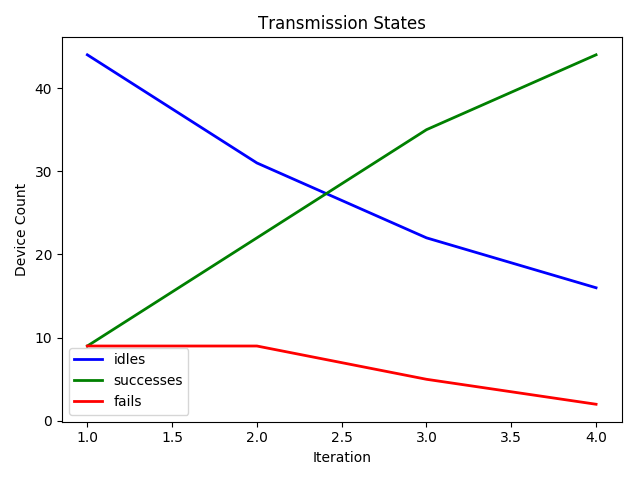 Transmission States
Device Count
40
30
20
10
0
idles
successes
fails
1.0 1.5 2.0 2.5 3.0 3.5 4.0
Iteration